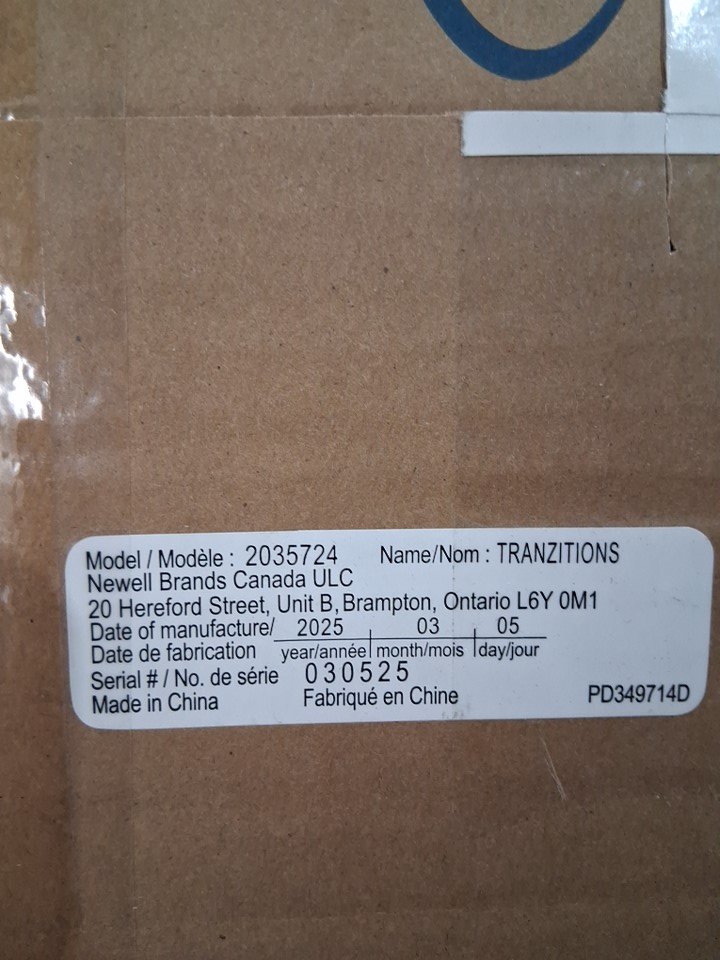 Model / Modèle : 2035724 Name/Nom : TRANZITIONS
Newell Brands Canada ULC
20 Hereford Street, Unit B, Brampton, Ontario L6Y 0M1
Date of manufacture/ 2025 03 05
Date de fabrication year/année month/mois day/jour
Serial # / No. de série 030525
Made in China Fabriqué en Chine PD349714D